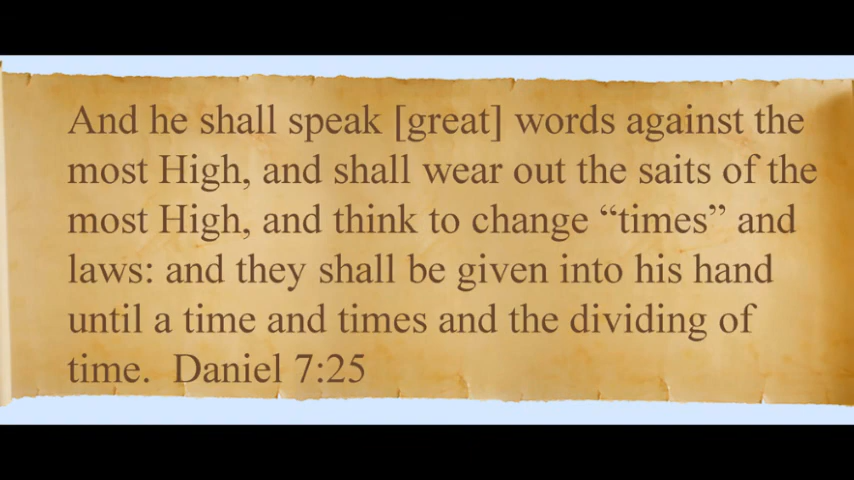 And he shall speak [great] words against the
most High, and shall wear out the saits of the
most High, and think to change “times” and
laws: and they shall be given into his hand
until a time and times and the dividing of
time.  Daniel 7:25